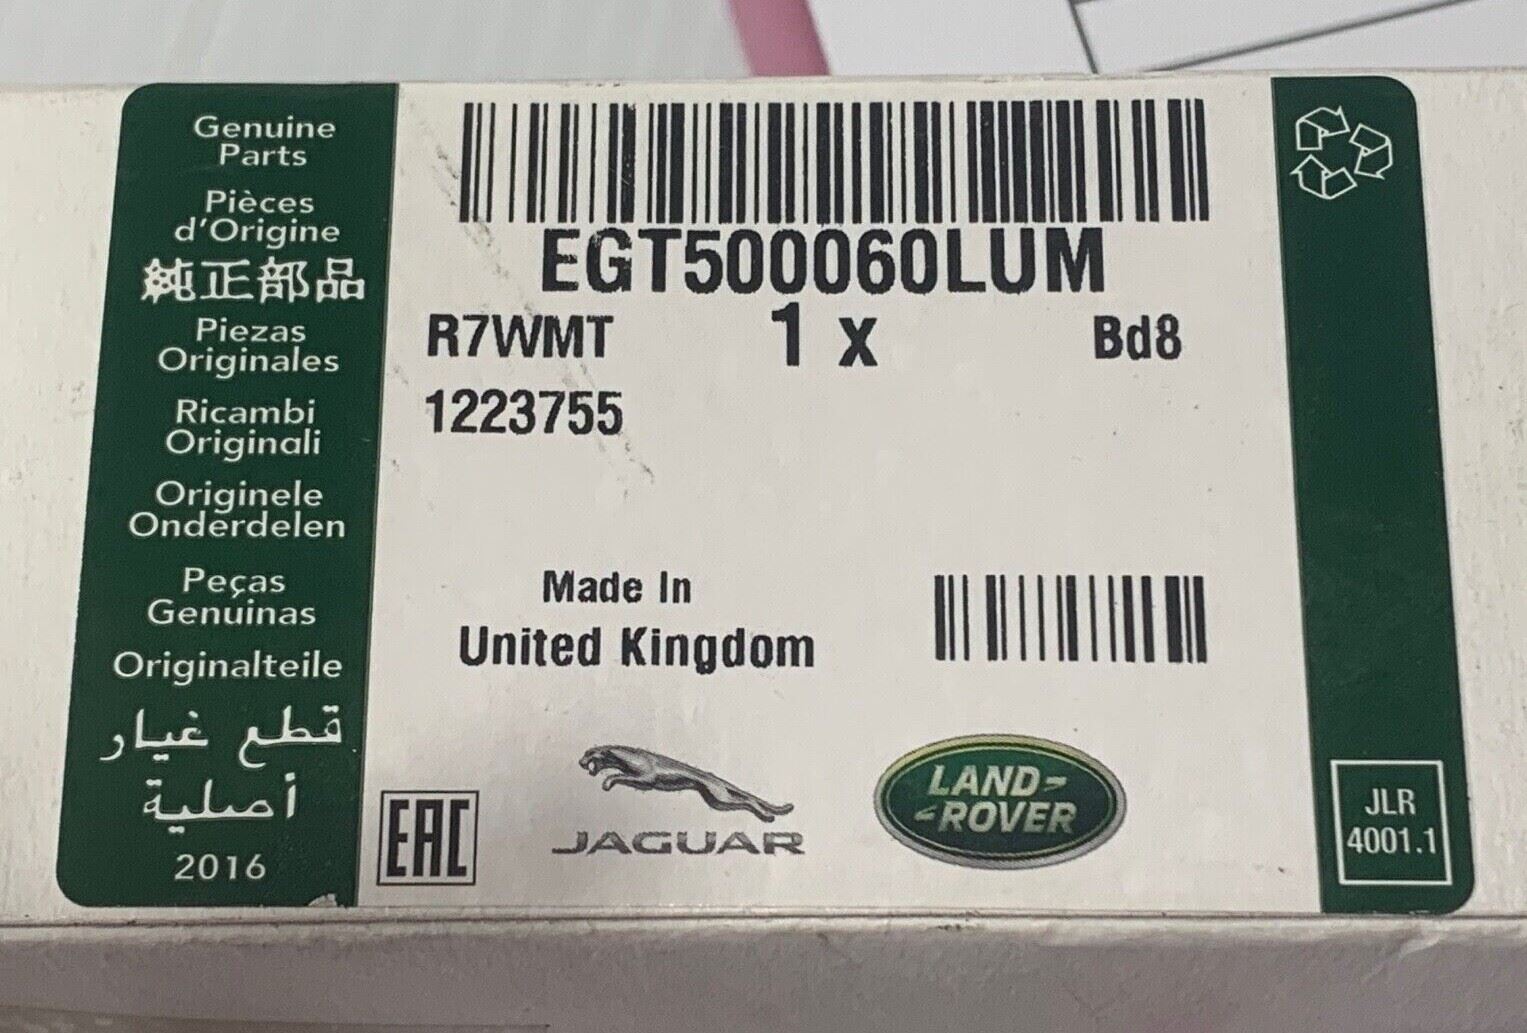 Genuine
Parts
Pièces
d'Origine
純正部品
Piezas
Originales
Ricambi
Originali
Originele
Onderdelen
Peças
Genuinas
Originalteile
قطع غيار
أصلية
2016
EGT500060LUM
R7WMT
1 x
Bd8
1223755
Made In
United Kingdom
EAC
JAGUAR
LAND-
-ROVER
JLR
4001.1